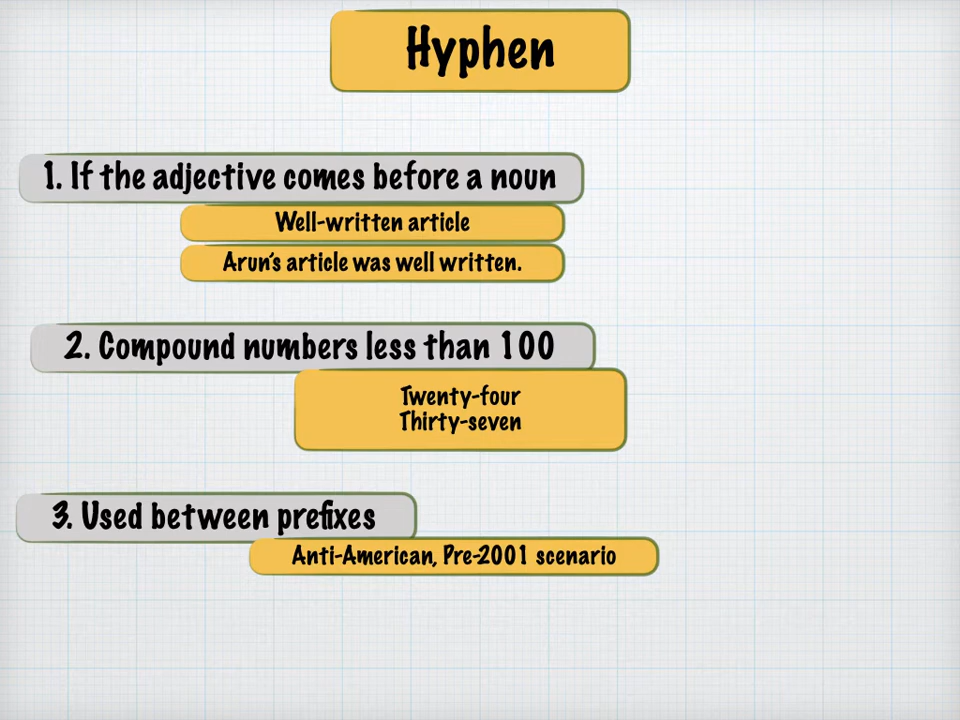 Hyphen
1. If the adjective comes before a noun
Well-written article
Arun's article was well written.
2. Compound numbers less than 100
Twenty-four
Thirty-seven
3. Used between prefixes
Anti-American, Pre-2001 scenario